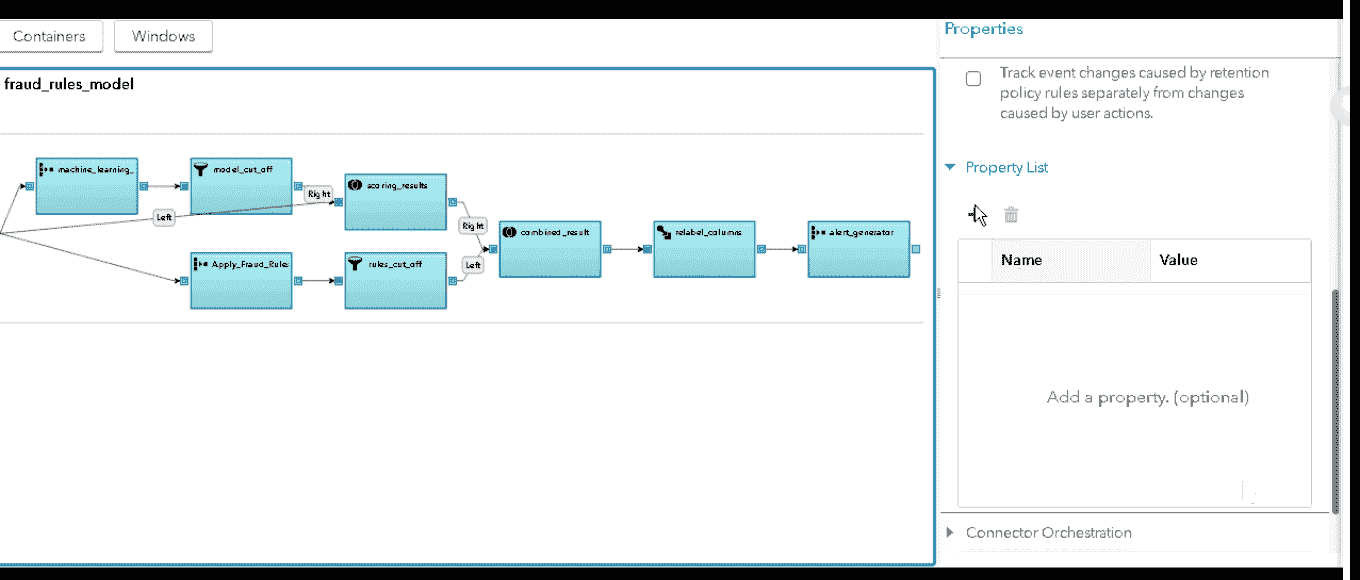 Containers
Windows
Properties
fraud_rules_model
Track event changes caused by retention
policy rules separately from changes
caused by user actions.
machine_learning_
model_cut_off
Right
scoring_results
Left
Right
combined_result
relabel_columns
alert_generator
Apply_Fraud_Rules
rules_cut_off
Left
Property List
Name
Value
Add a property. (optional)
Connector Orchestration